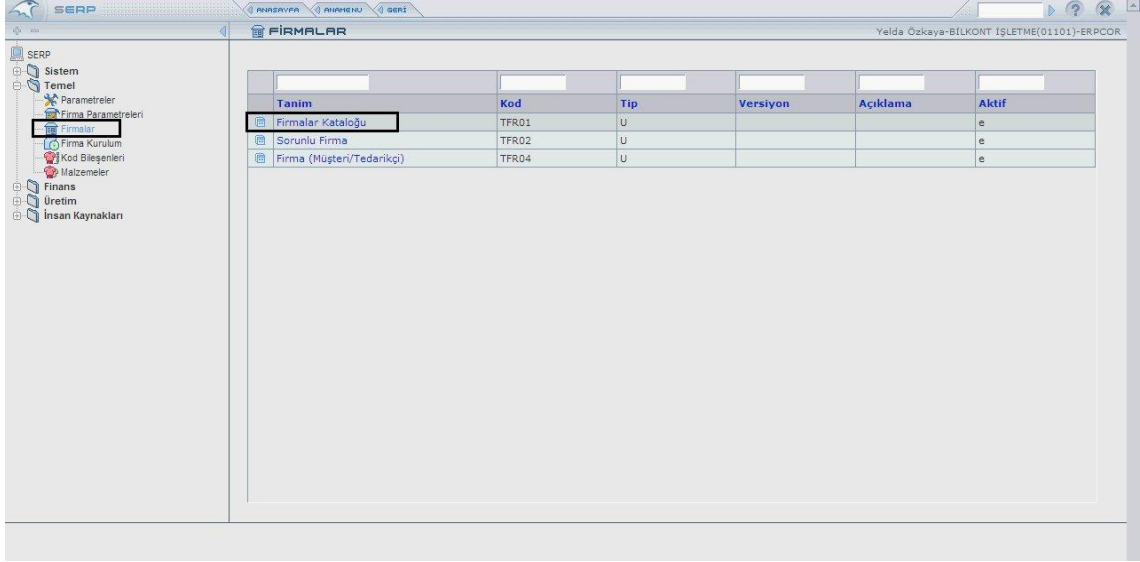 SERP
ANASAYFA ANAMENU GERİ
FİRMALAR
Yelda Özkaya-BİLKONT İŞLETME(01101)-ERPCOR
SERP
Sistem
Temel
Parametreler
Firma Parametreleri
Firmalar
Firma Kurulum
Kod Bileşenleri
Malzemeler
Finans
Üretim
İnsan Kaynakları
Tanim Kod Tip Versiyon Açıklama Aktif
Firmalar Kataloğu TFR01 U e
Sorunlu Firma TFR02 U e
Firma (Müşteri/Tedarikçi) TFR04 U e